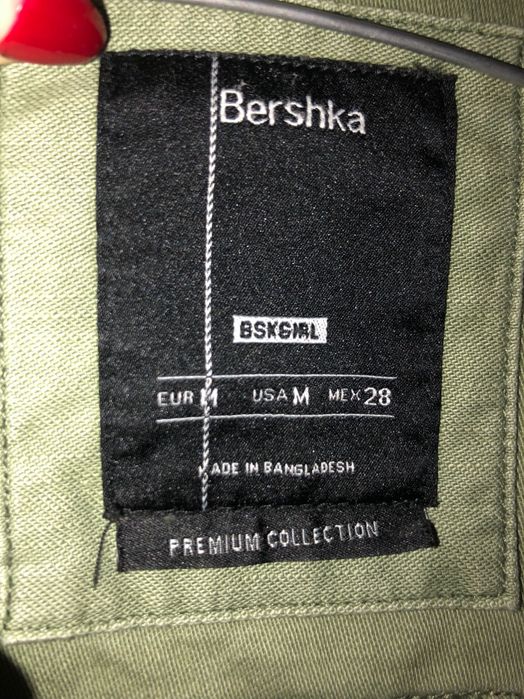 Bershka
BSKGIRL
EUR M USA M MEX 28
MADE IN BANGLADESH
PREMIUM COLLECTION